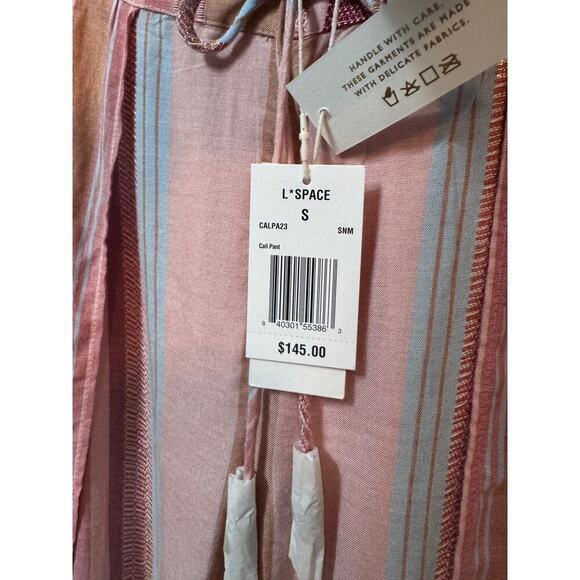 HANDLE WITH CARE,
THESE GARMENTS ARE MADE
WITH DELICATE FABRICS.
L*SPACE
S
CALPA23 SNM
Cali Pant
8 40301 55386 3
$145.00